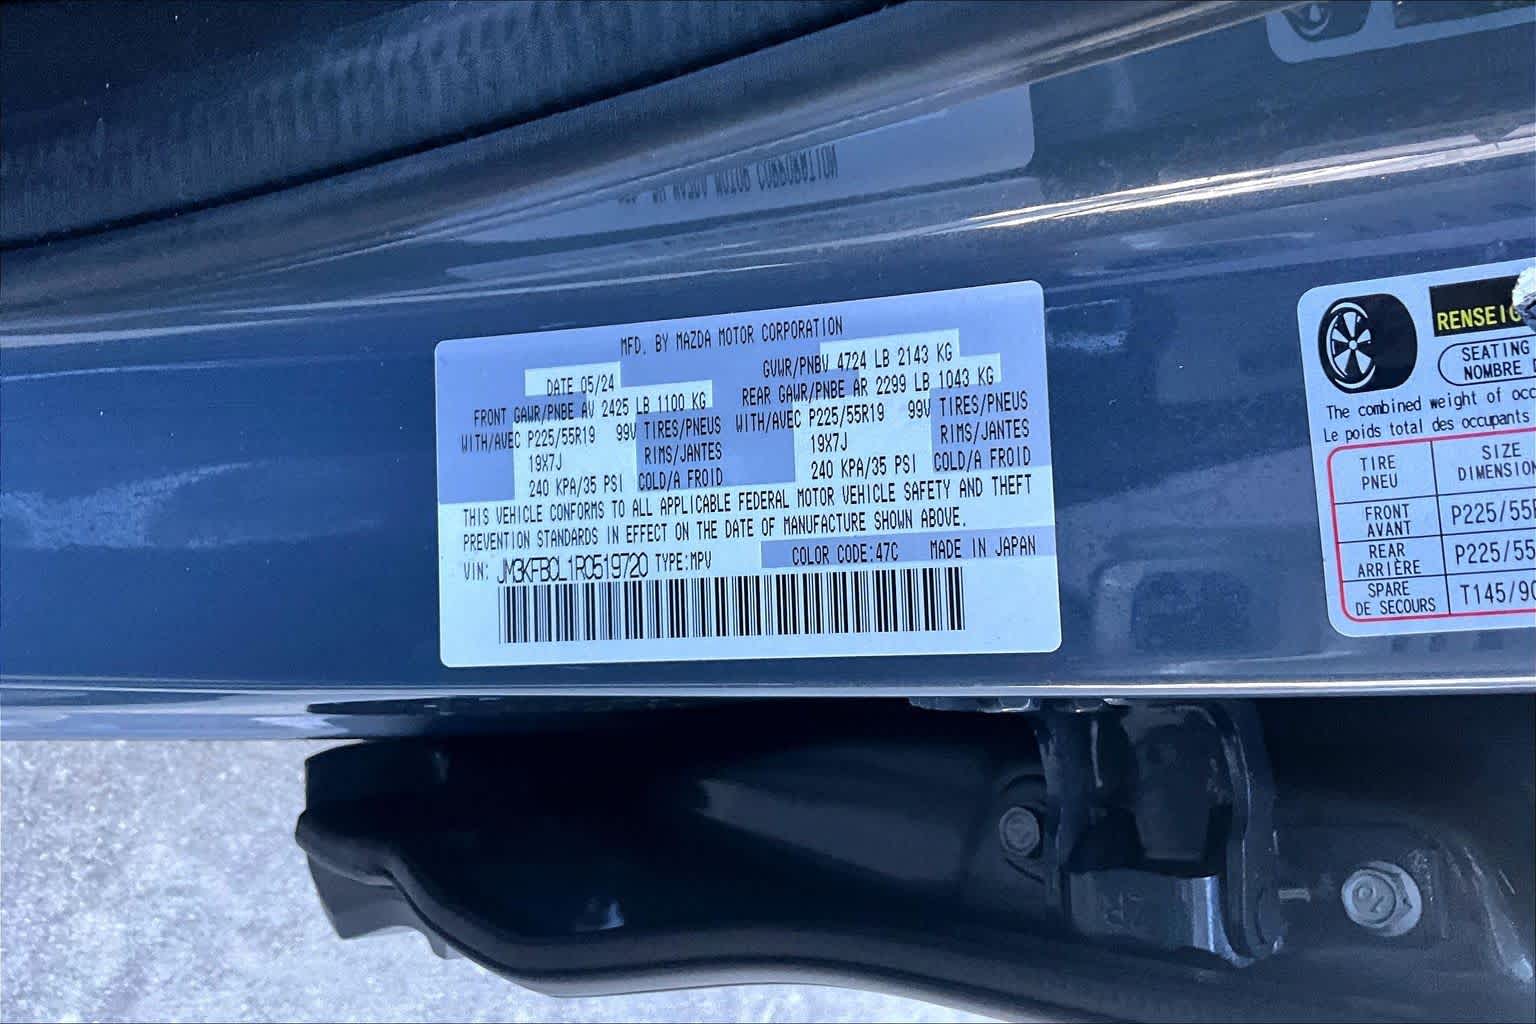 MFD. BY MAZDA MOTOR CORPORATION
DATE 05/24
GVWR/PNBV 4724 LB 2143 KG
FRONT GAWR/PNBE AV 2425 LB 1100 KG
REAR GAWR/PNBE AR 2299 LB 1043 KG
WITH/AVEC P225/55R19 99V TIRES/PNEUS
WITH/AVEC P225/55R19 99V TIRES/PNEUS
19X7J RIMS/JANTES
19X7J RIMS/JANTES
240 KPA/35 PSI COLD/A FROID
240 KPA/35 PSI COLD/A FROID
THIS VEHICLE CONFORMS TO ALL APPLICABLE FEDERAL MOTOR VEHICLE SAFETY AND THEFT
PREVENTION STANDARDS IN EFFECT ON THE DATE OF MANUFACTURE SHOWN ABOVE.
VIN: JM3KFBCL1R0519720 TYPE:MPV COLOR CODE:47C MADE IN JAPAN
RENSEIG
SEATING
NOMBRE D
The combined weight of occ
Le poids total des occupants
TIRE
PNEU
SIZE
DIMENSION
FRONT
AVANT
P225/55R
REAR
ARRIÈRE
P225/55
SPARE
DE SECOURS
T145/90